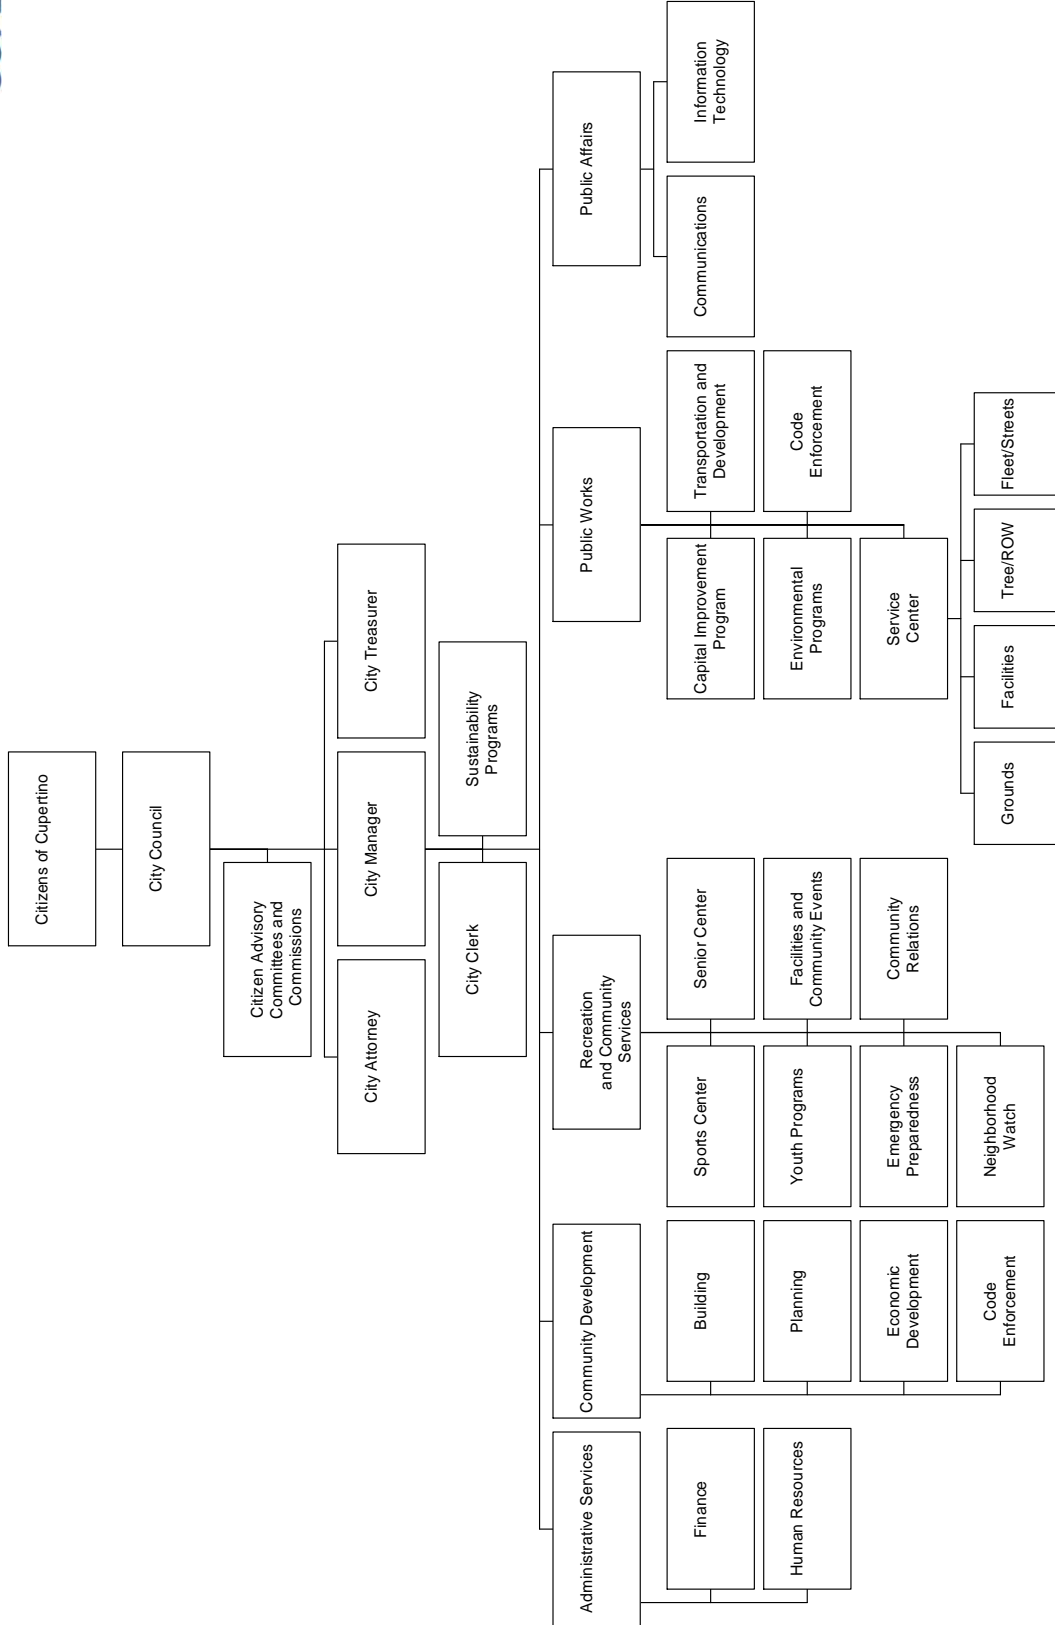 Citizens of Cupertino
City Council
Citizen Advisory
Committees and
Commissions
City Attorney
City Manager
City Treasurer
City Clerk
Sustainability
Programs
Administrative Services
Community Development
Recreation
and Community
Services
Public Works
Public Affairs
Finance
Human Resources
Building
Planning
Economic
Development
Code
Enforcement
Sports Center
Senior Center
Youth Programs
Facilities and
Community Events
Emergency
Preparedness
Community
Relations
Neighborhood
Watch
Capital Improvement
Program
Transportation and
Development
Environmental
Programs
Code
Enforcement
Service
Center
Grounds
Facilities
Tree/ROW
Fleet/Streets
Communications
Information
Technology